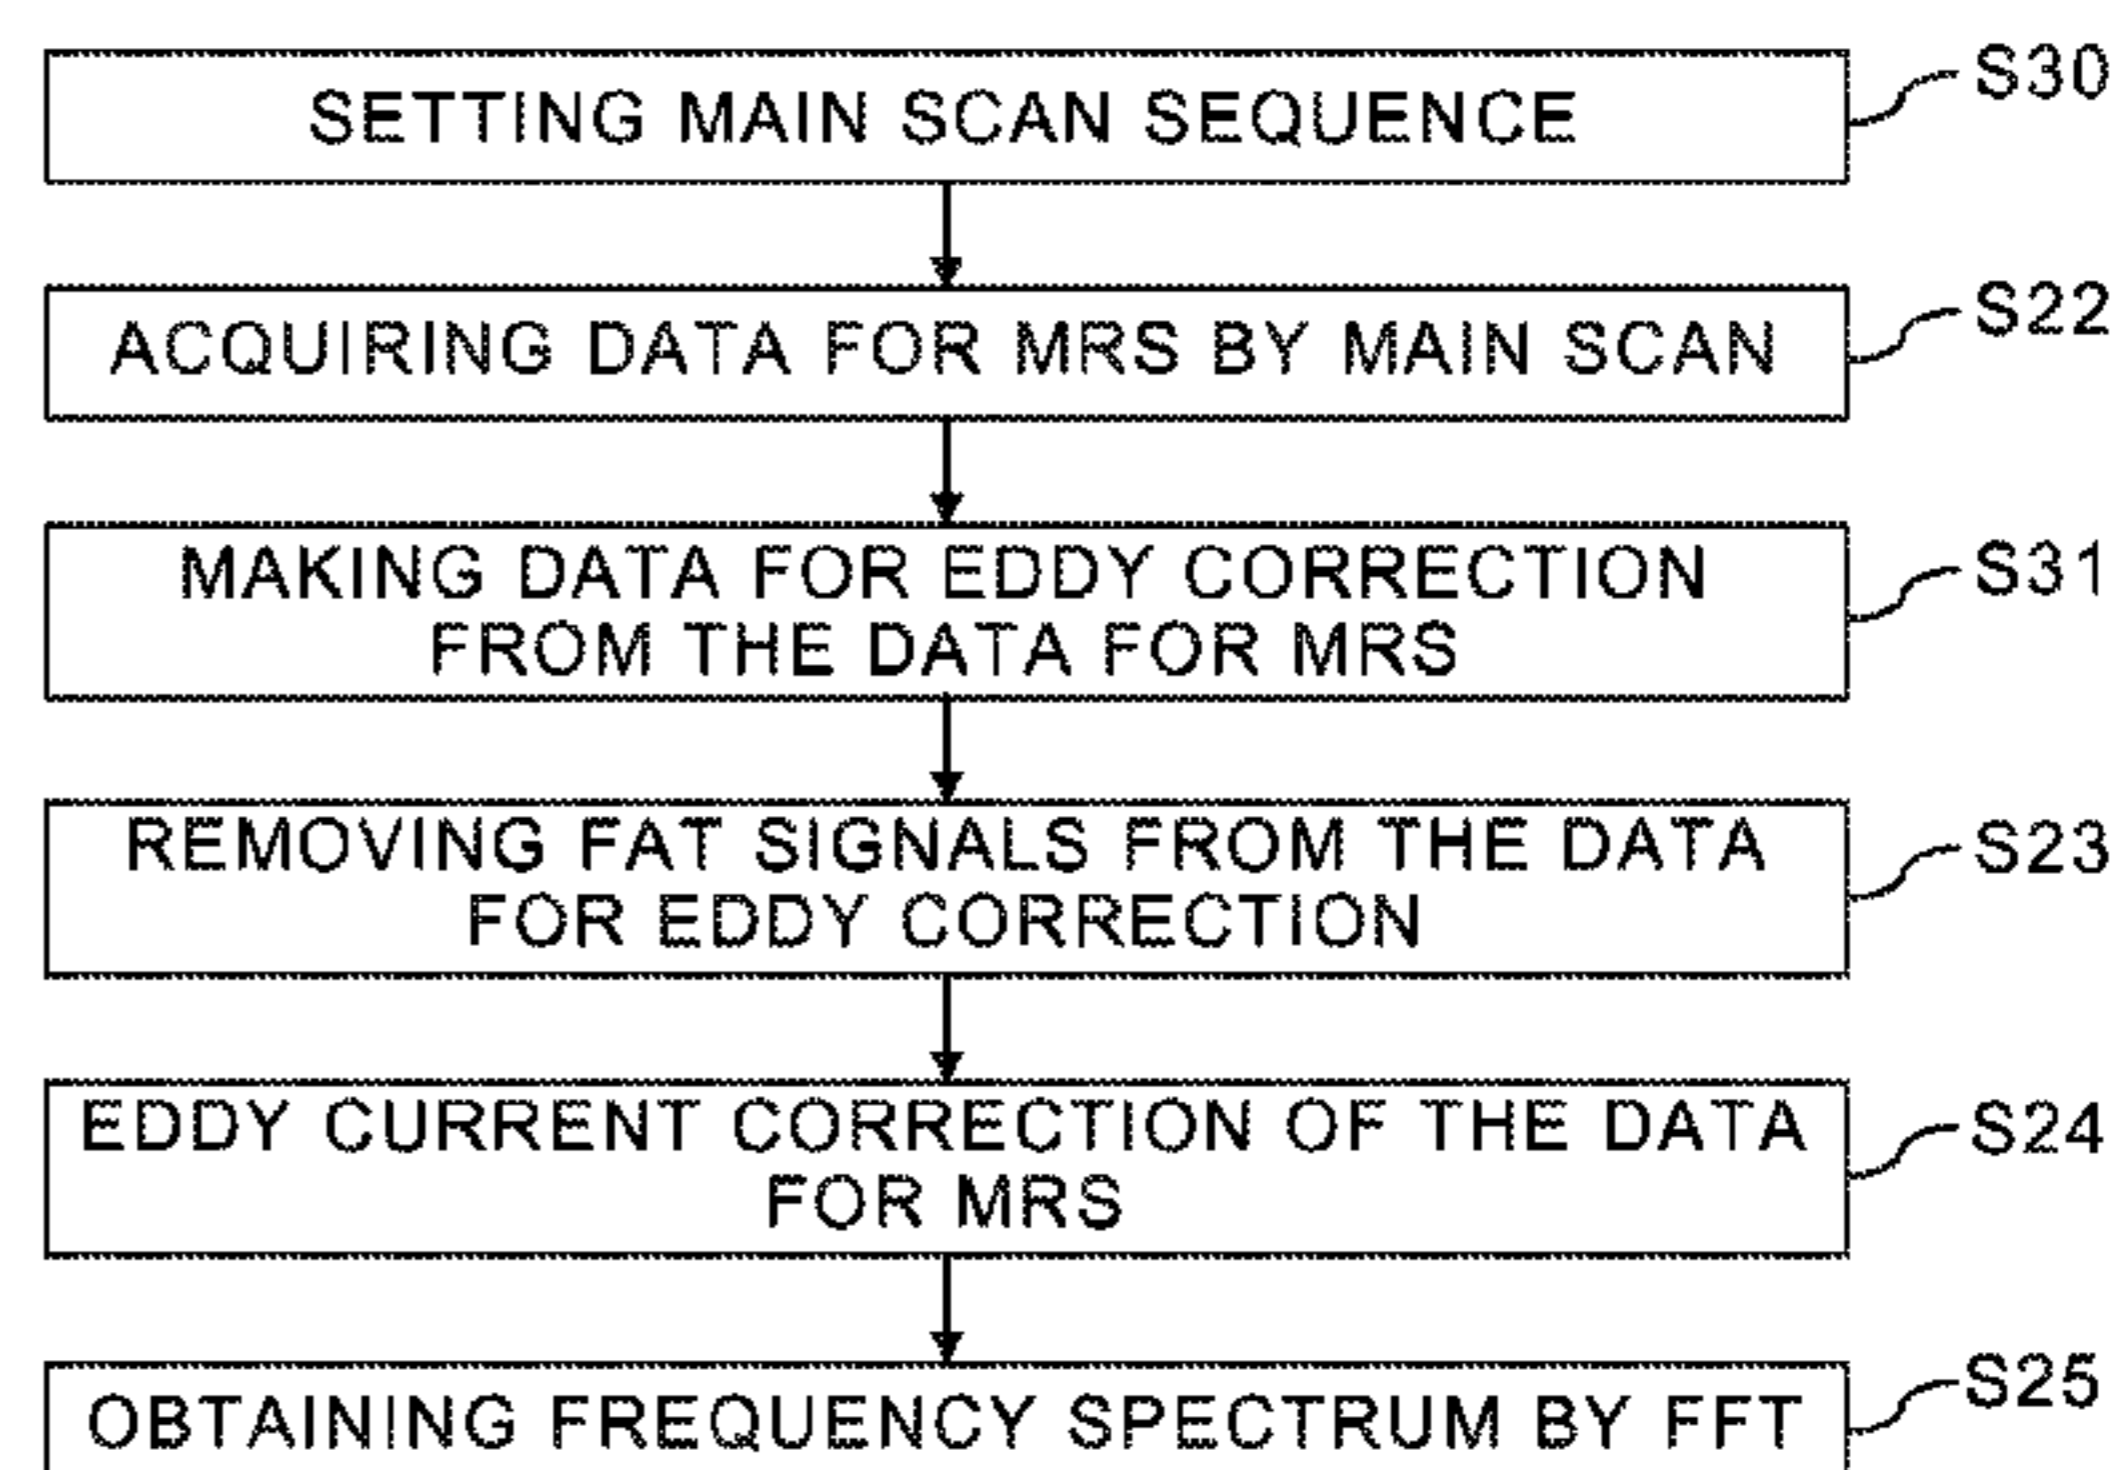 SETTING MAIN SCAN SEQUENCE
S30
ACQUIRING DATA FOR MRS BY MAIN SCAN
S22
MAKING DATA FOR EDDY CORRECTION
FROM THE DATA FOR MRS
S31
REMOVING FAT SIGNALS FROM THE DATA
FOR EDDY CORRECTION
S23
EDDY CURRENT CORRECTION OF THE DATA
FOR MRS
S24
OBTAINING FREQUENCY SPECTRUM BY FFT
S25